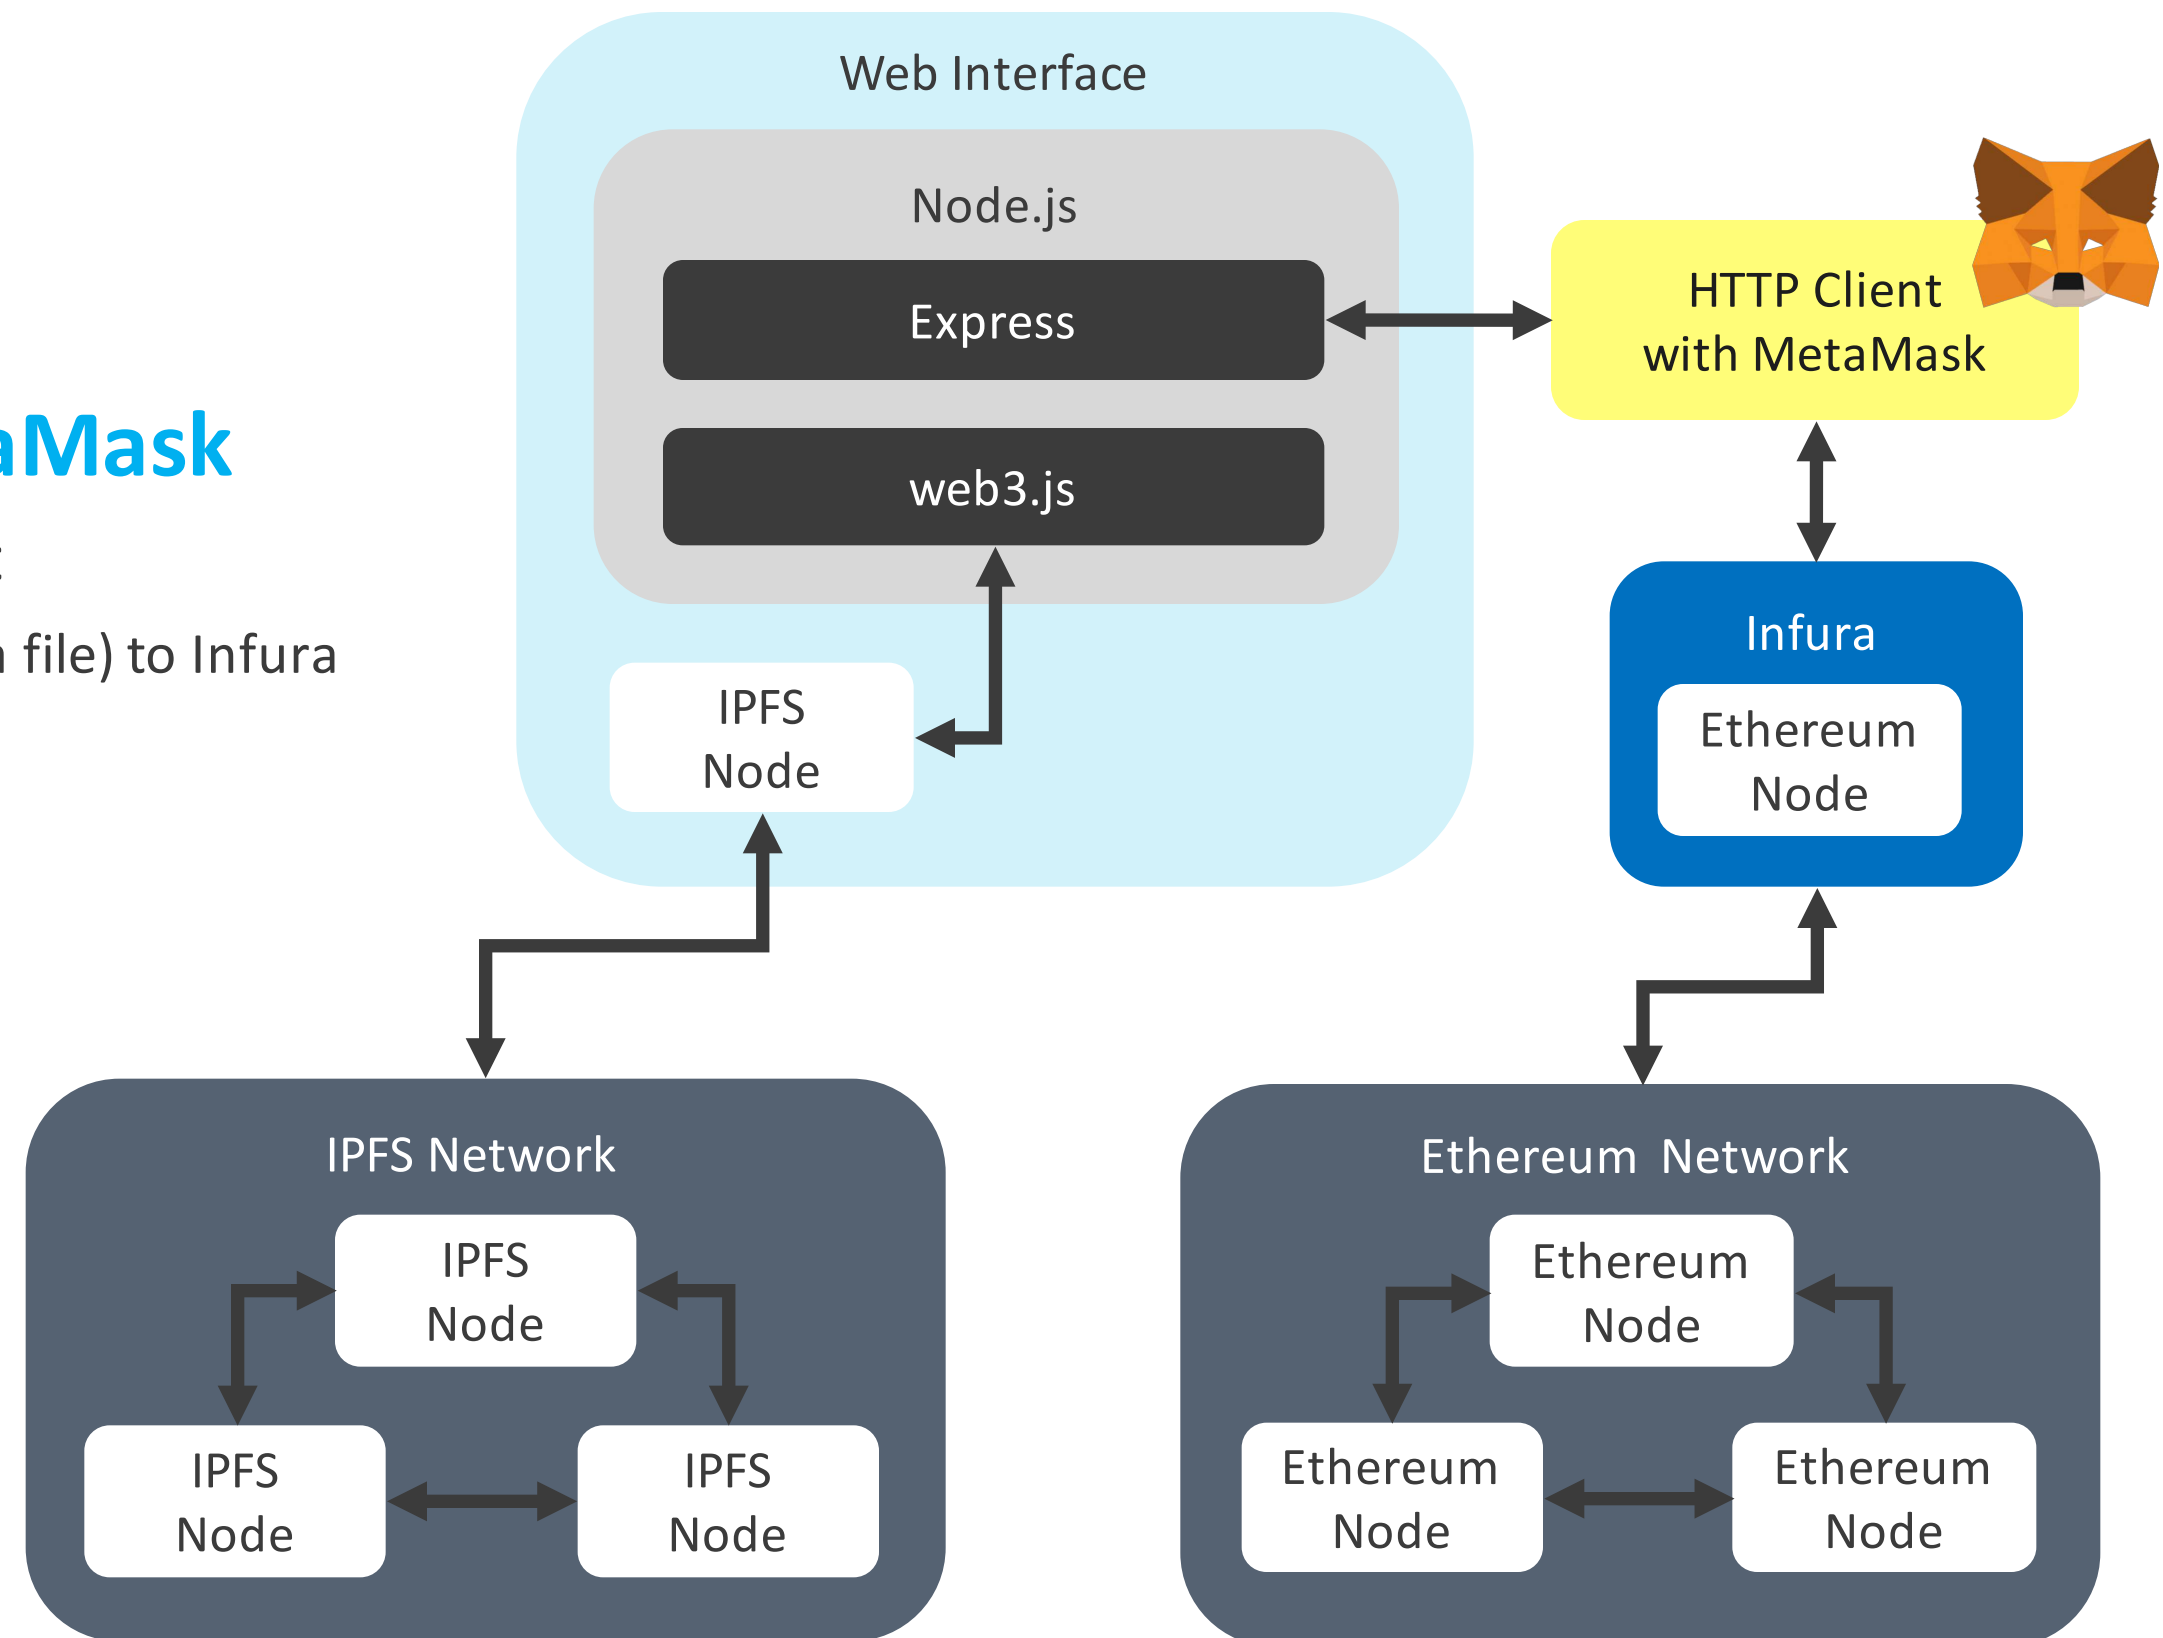 Web Interface
Node.js
Express
web3.js
IPFS
Node
HTTP Client
with MetaMask
Infura
Ethereum
Node
file) to Infura
IPFS Network
IPFS
Node
IPFS
Node
IPFS
Node
Ethereum Network
Ethereum
Node
Ethereum
Node
Ethereum
Node